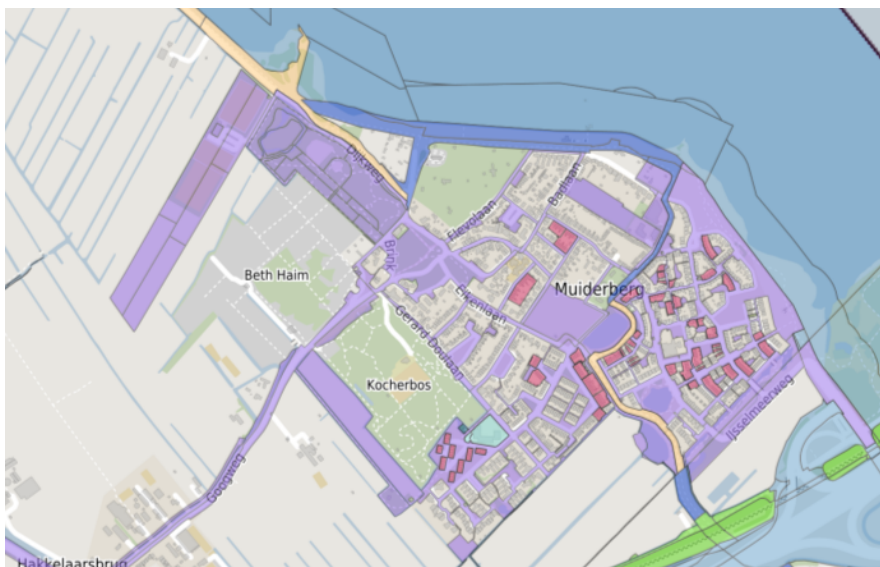 Dijkweg
Badlaan
Flevolaan
Brink
Beth Haim
Eikenlaan
Muiderberg
Gerard Doulaan
Kocherbos
IJsselmeerweg
Googweg
Hakkelaarsbrug